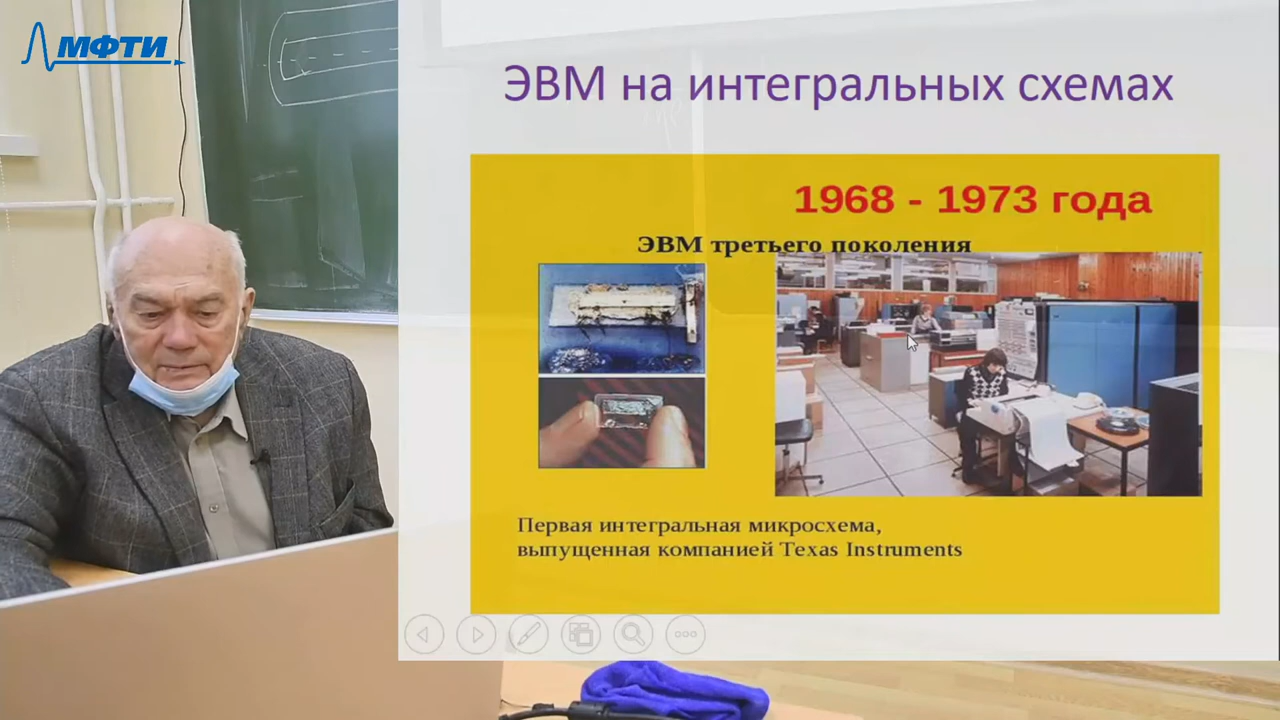 МФТИ
ЭВМ на интегральных схемах
1968 - 1973 года
ЭВМ третьего поколения
Первая интегральная микросхема,
выпущенная компанией Texas Instruments